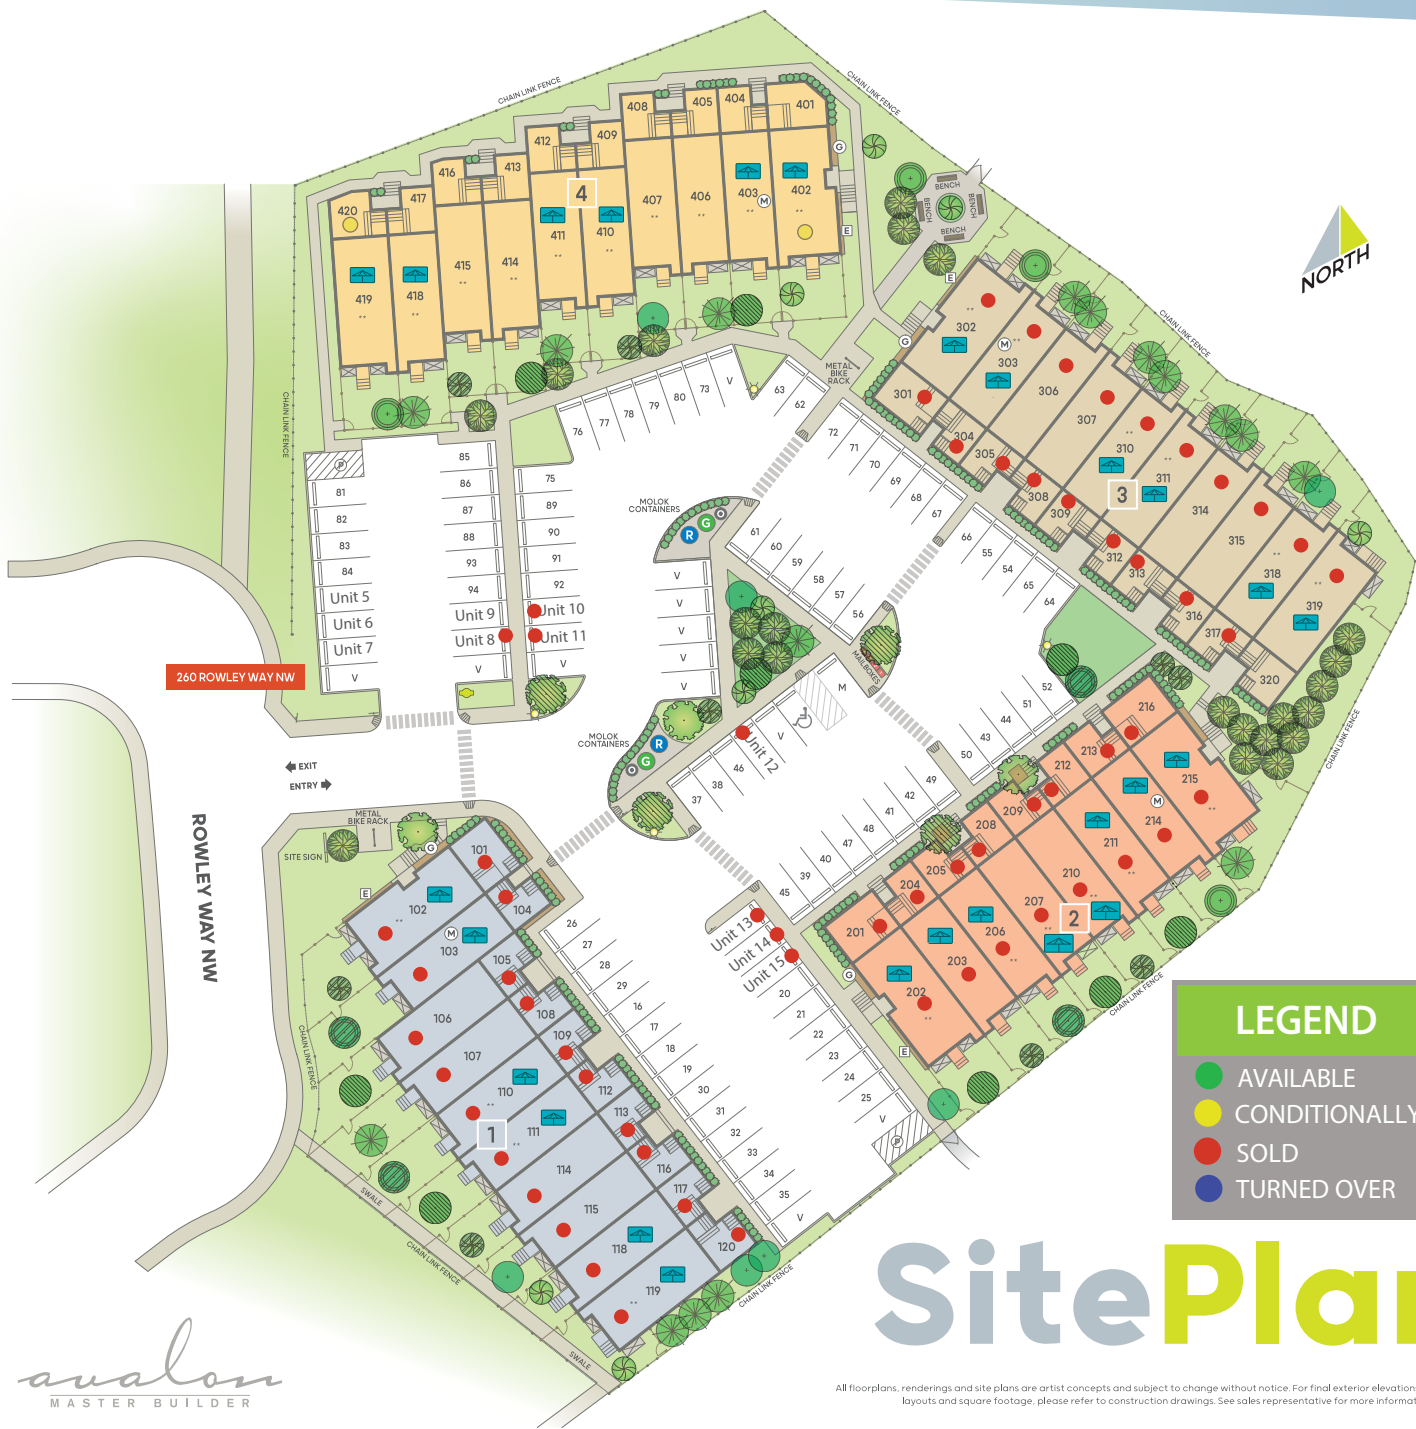 CHAIN LINK FENCE
CHAIN LINK FENCE
408
405
404
401
412
409
416
413
420
417
4
407
406
403
M
402
G
E
411
410
415
414
419
418
BENCH
BENCH
BENCH
BENCH
NORTH
E
G
302
M
303
306
307
310
311
3
314
315
318
319
301
304
305
308
309
312
313
316
317
320
CHAIN LINK FENCE
CHAIN LINK FENCE
CHAIN LINK FENCE
METAL
BIKE
RACK
P
81
82
83
84
Unit 5
Unit 6
Unit 7
V
85
86
87
88
93
94
Unit 9
Unit 8
V
75
89
90
91
92
Unit 10
Unit 11
V
76
77
78
79
80
73
V
63
62
72
71
70
69
68
67
66
55
54
65
64
MOLOK
CONTAINERS
R
G
O
V
V
V
V
V
61
60
59
58
57
56
MAILBOXES
M
V
Unit 12
46
38
37
52
51
44
43
50
49
42
41
48
47
40
39
45
MOLOK
CONTAINERS
R
G
O
260 ROWLEY WAY NW
EXIT
ENTRY
ROWLEY WAY NW
METAL
BIKE RACK
SITE SIGN
G
E
101
102
M
103
104
105
106
107
108
109
110
111
112
113
1
114
115
116
117
118
119
120
26
27
28
29
16
17
18
19
30
31
32
33
34
35
V
Unit 13
Unit 14
Unit 15
20
21
22
23
24
25
V
P
216
213
212
209
208
205
204
201
215
M
214
211
210
207
2
206
203
202
G
E
CHAIN LINK FENCE
CHAIN LINK FENCE
SWALE
CHAIN LINK FENCE
SWALE
CHAIN LINK FENCE
LEGEND
AVAILABLE
CONDITIONALLY
SOLD
TURNED OVER
SitePlan
avalon
MASTER BUILDER
All floorplans, renderings and site plans are artist concepts and subject to change without notice. For final exterior elevation
layouts and square footage, please refer to construction drawings. See sales representative for more informat